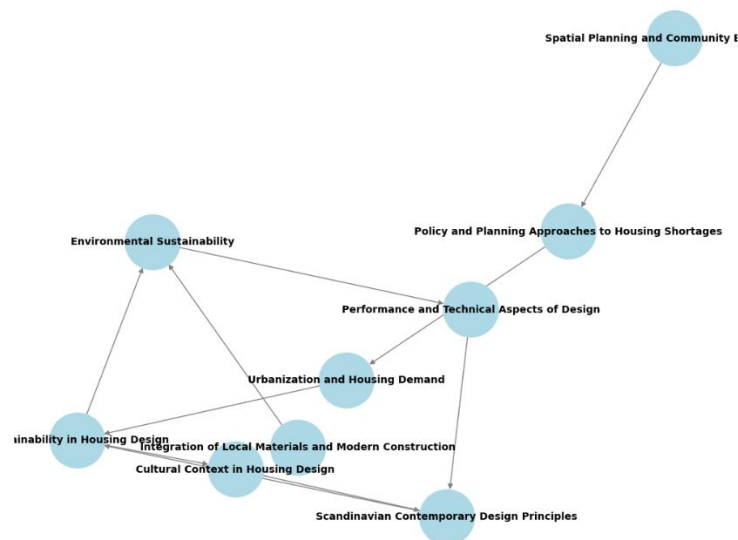 Spatial Planning and Community
Policy and Planning Approaches to Housing Shortages
Environmental Sustainability
Performance and Technical Aspects of Design
Urbanization and Housing Demand
in Housing Design
Integration of Local Materials and Modern Construction
Cultural Context in Housing Design
Scandinavian Contemporary Design Principles